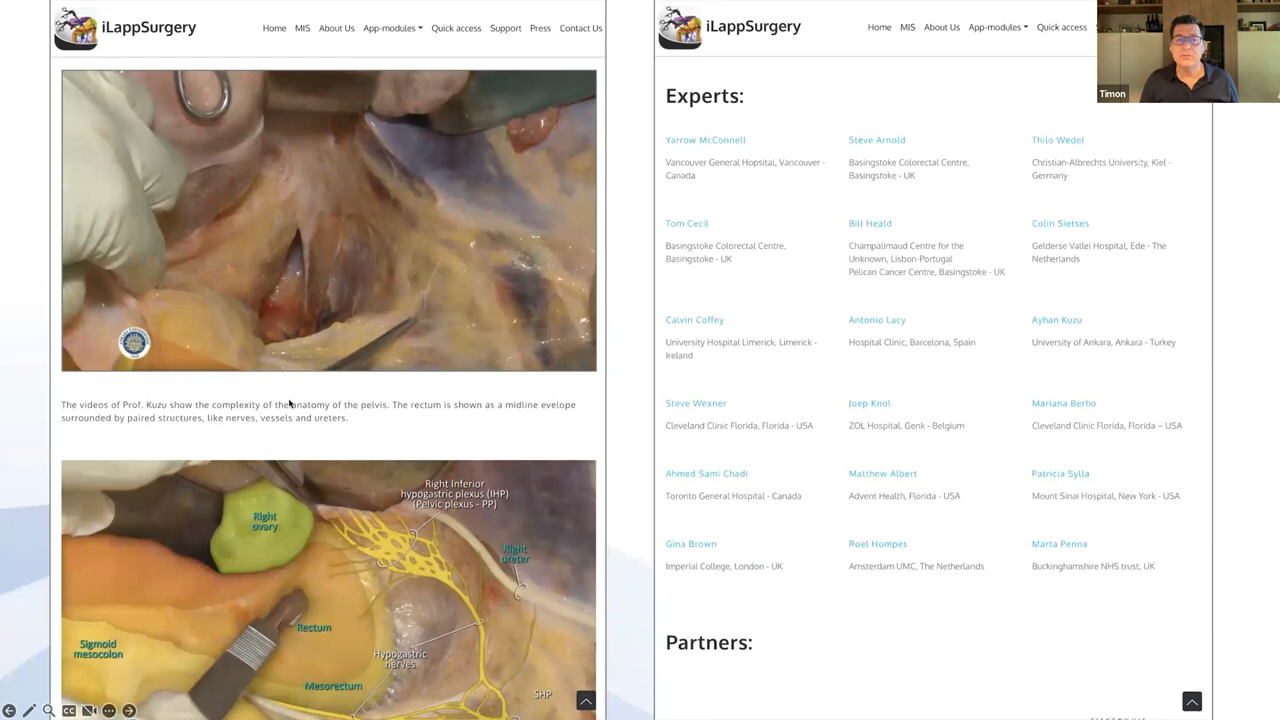 iLappSurgery
Home MIS About Us App-modules Quick access Support Press Contact Us
The videos of Prof. Kuzu show the complexity of the anatomy of the pelvis. The rectum is shown as a midline evelope
surrounded by paired structures, like nerves, vessels and ureters.
Right Inferior
hypogastric plexus (IHP)
(Pelvic plexus - PP)
Right
ovary
Right
ureter
Rectum
Sigmoid
mesocolon
Hypogastric
nerves
Mesorectum
SHP
iLappSurgery
Home MIS About Us App-modules Quick access
Timon
Experts:
Yarrow McConnell
Vancouver General Hopsital, Vancouver -
Canada
Steve Arnold
Basingstoke Colorectal Centre,
Basingstoke - UK
Thilo Wedel
Christian-Albrechts University, Kiel -
Germany
Tom Cecil
Basingstoke Colorectal Centre,
Basingstoke - UK
Bill Heald
Champalimaud Centre for the
Unknown, Lisbon-Portugal
Pelican Cancer Centre, Basingstoke - UK
Colin Sietses
Gelderse Vallei Hospital, Ede - The
Netherlands
Calvin Coffey
University Hospital Limerick, Limerick -
Ireland
Antonio Lacy
Hospital Clinic, Barcelona, Spain
Ayhan Kuzu
University of Ankara, Ankara - Turkey
Steve Wexner
Cleveland Clinic Florida, Florida - USA
Joep Knol
ZOL Hospital, Genk - Belgium
Mariana Berho
Cleveland Clinic Florida, Florida – USA
Ahmed Sami Chadi
Toronto General Hospital - Canada
Matthew Albert
Advent Health, Florida - USA
Patricia Sylla
Mount Sinai Hospital, New York - USA
Gina Brown
Imperial College, London - UK
Roel Hompes
Amsterdam UMC, The Netherlands
Marta Penna
Buckinghamshire NHS trust, UK
Partners: